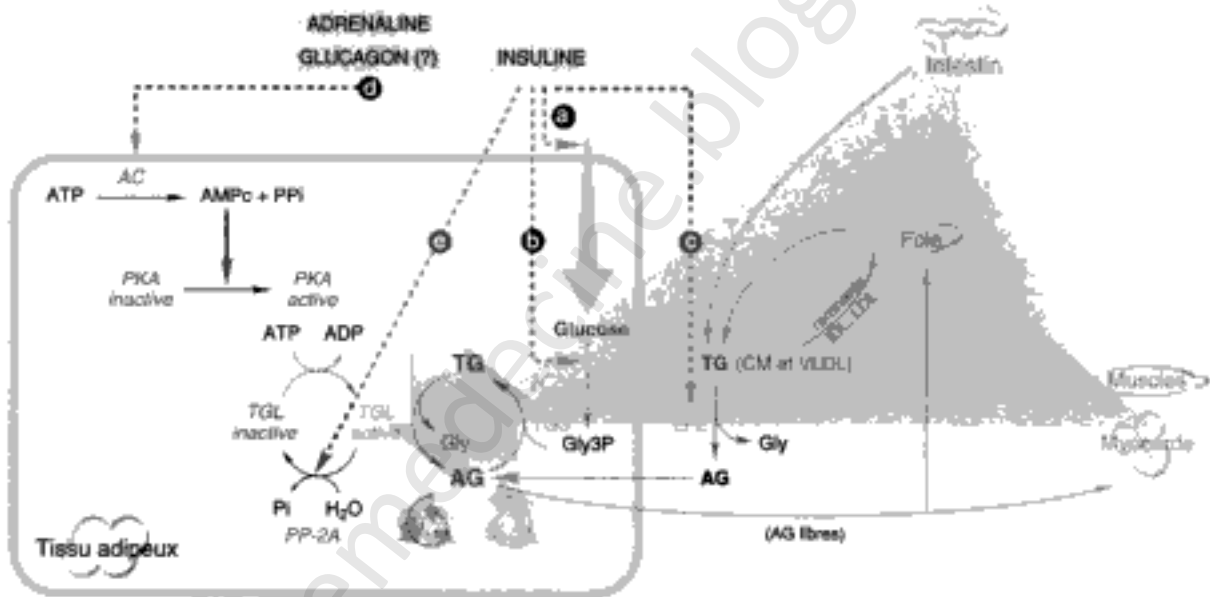 ADRENALINE
GLUCAGON (?)
INSULINE
Intestin
d
a
AC
ATP
AMPc + PPi
b
c
Foie
PKA
inactive
PKA
active
ATP ADP
Glucose
TG
TG (CM et VLDL)
Muscles
TGL
inactive
TGL
active
Gly
Gly3P
Gly
Myocarde
AG
AG
Pi H₂O
PP-2A
(AG libres)
Tissu adipeux